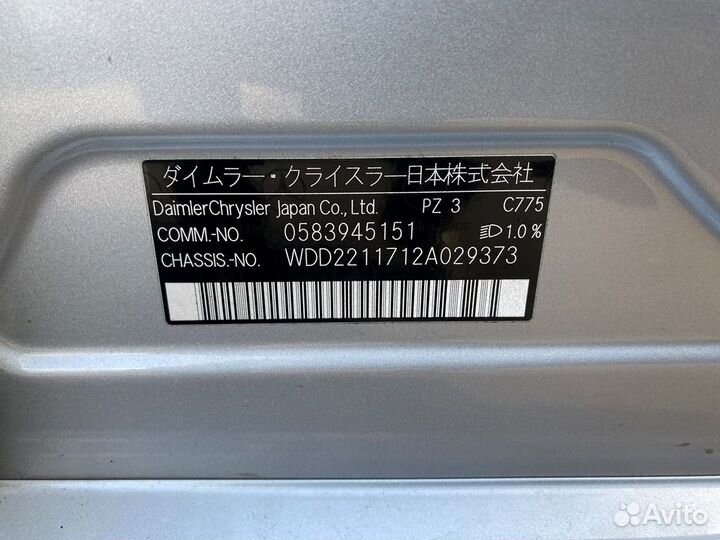 ダイムラー・クライスラー日本株式会社
DaimlerChrysler Japan Co., Ltd. PZ 3 C775
COMM.-NO. 0583945151 1.0 %
CHASSIS.-NO. WDD2211712A029373
Avito